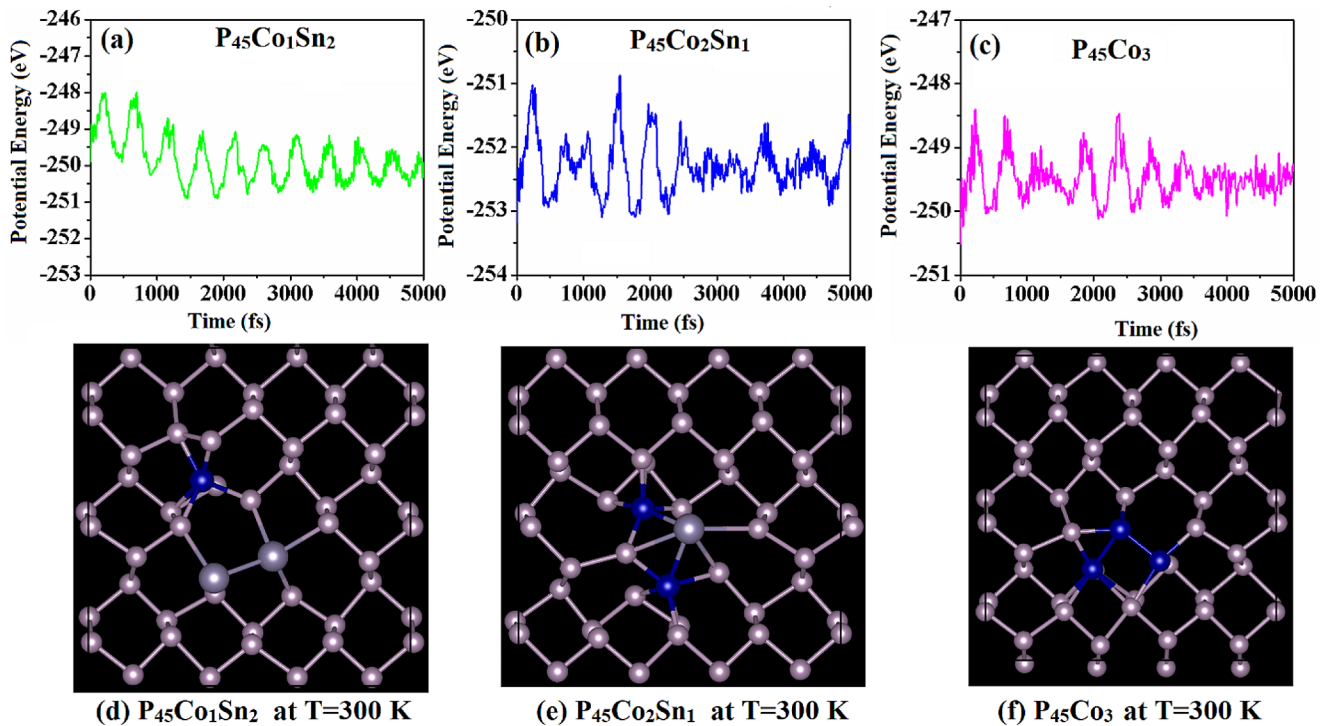 (a) P₄₅Co₁Sn₂
Potential Energy (eV)
-246
-247
-248
-249
-250
-251
-252
-253
0 1000 2000 3000 4000 5000
Time (fs)
(b) P₄₅Co₂Sn₁
Potential Energy (eV)
-250
-251
-252
-253
-254
0 1000 2000 3000 4000 5000
Time (fs)
(c) P₄₅Co₃
Potential Energy (eV)
-247
-248
-249
-250
-251
0 1000 2000 3000 4000 5000
Time (fs)
(d) P₄₅Co₁Sn₂ at T=300 K
(e) P₄₅Co₂Sn₁ at T=300 K
(f) P₄₅Co₃ at T=300 K